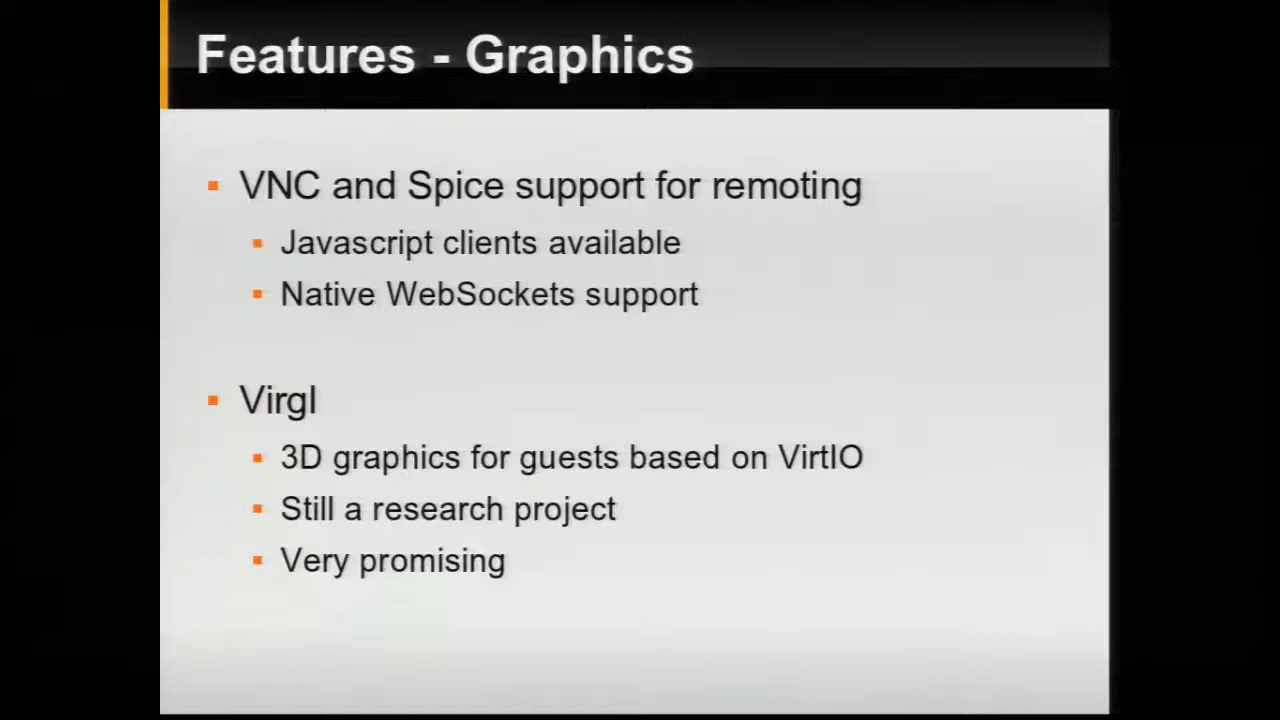 Features - Graphics
VNC and Spice support for remoting
Javascript clients available
Native WebSockets support
Virgl
3D graphics for guests based on VirtIO
Still a research project
Very promising